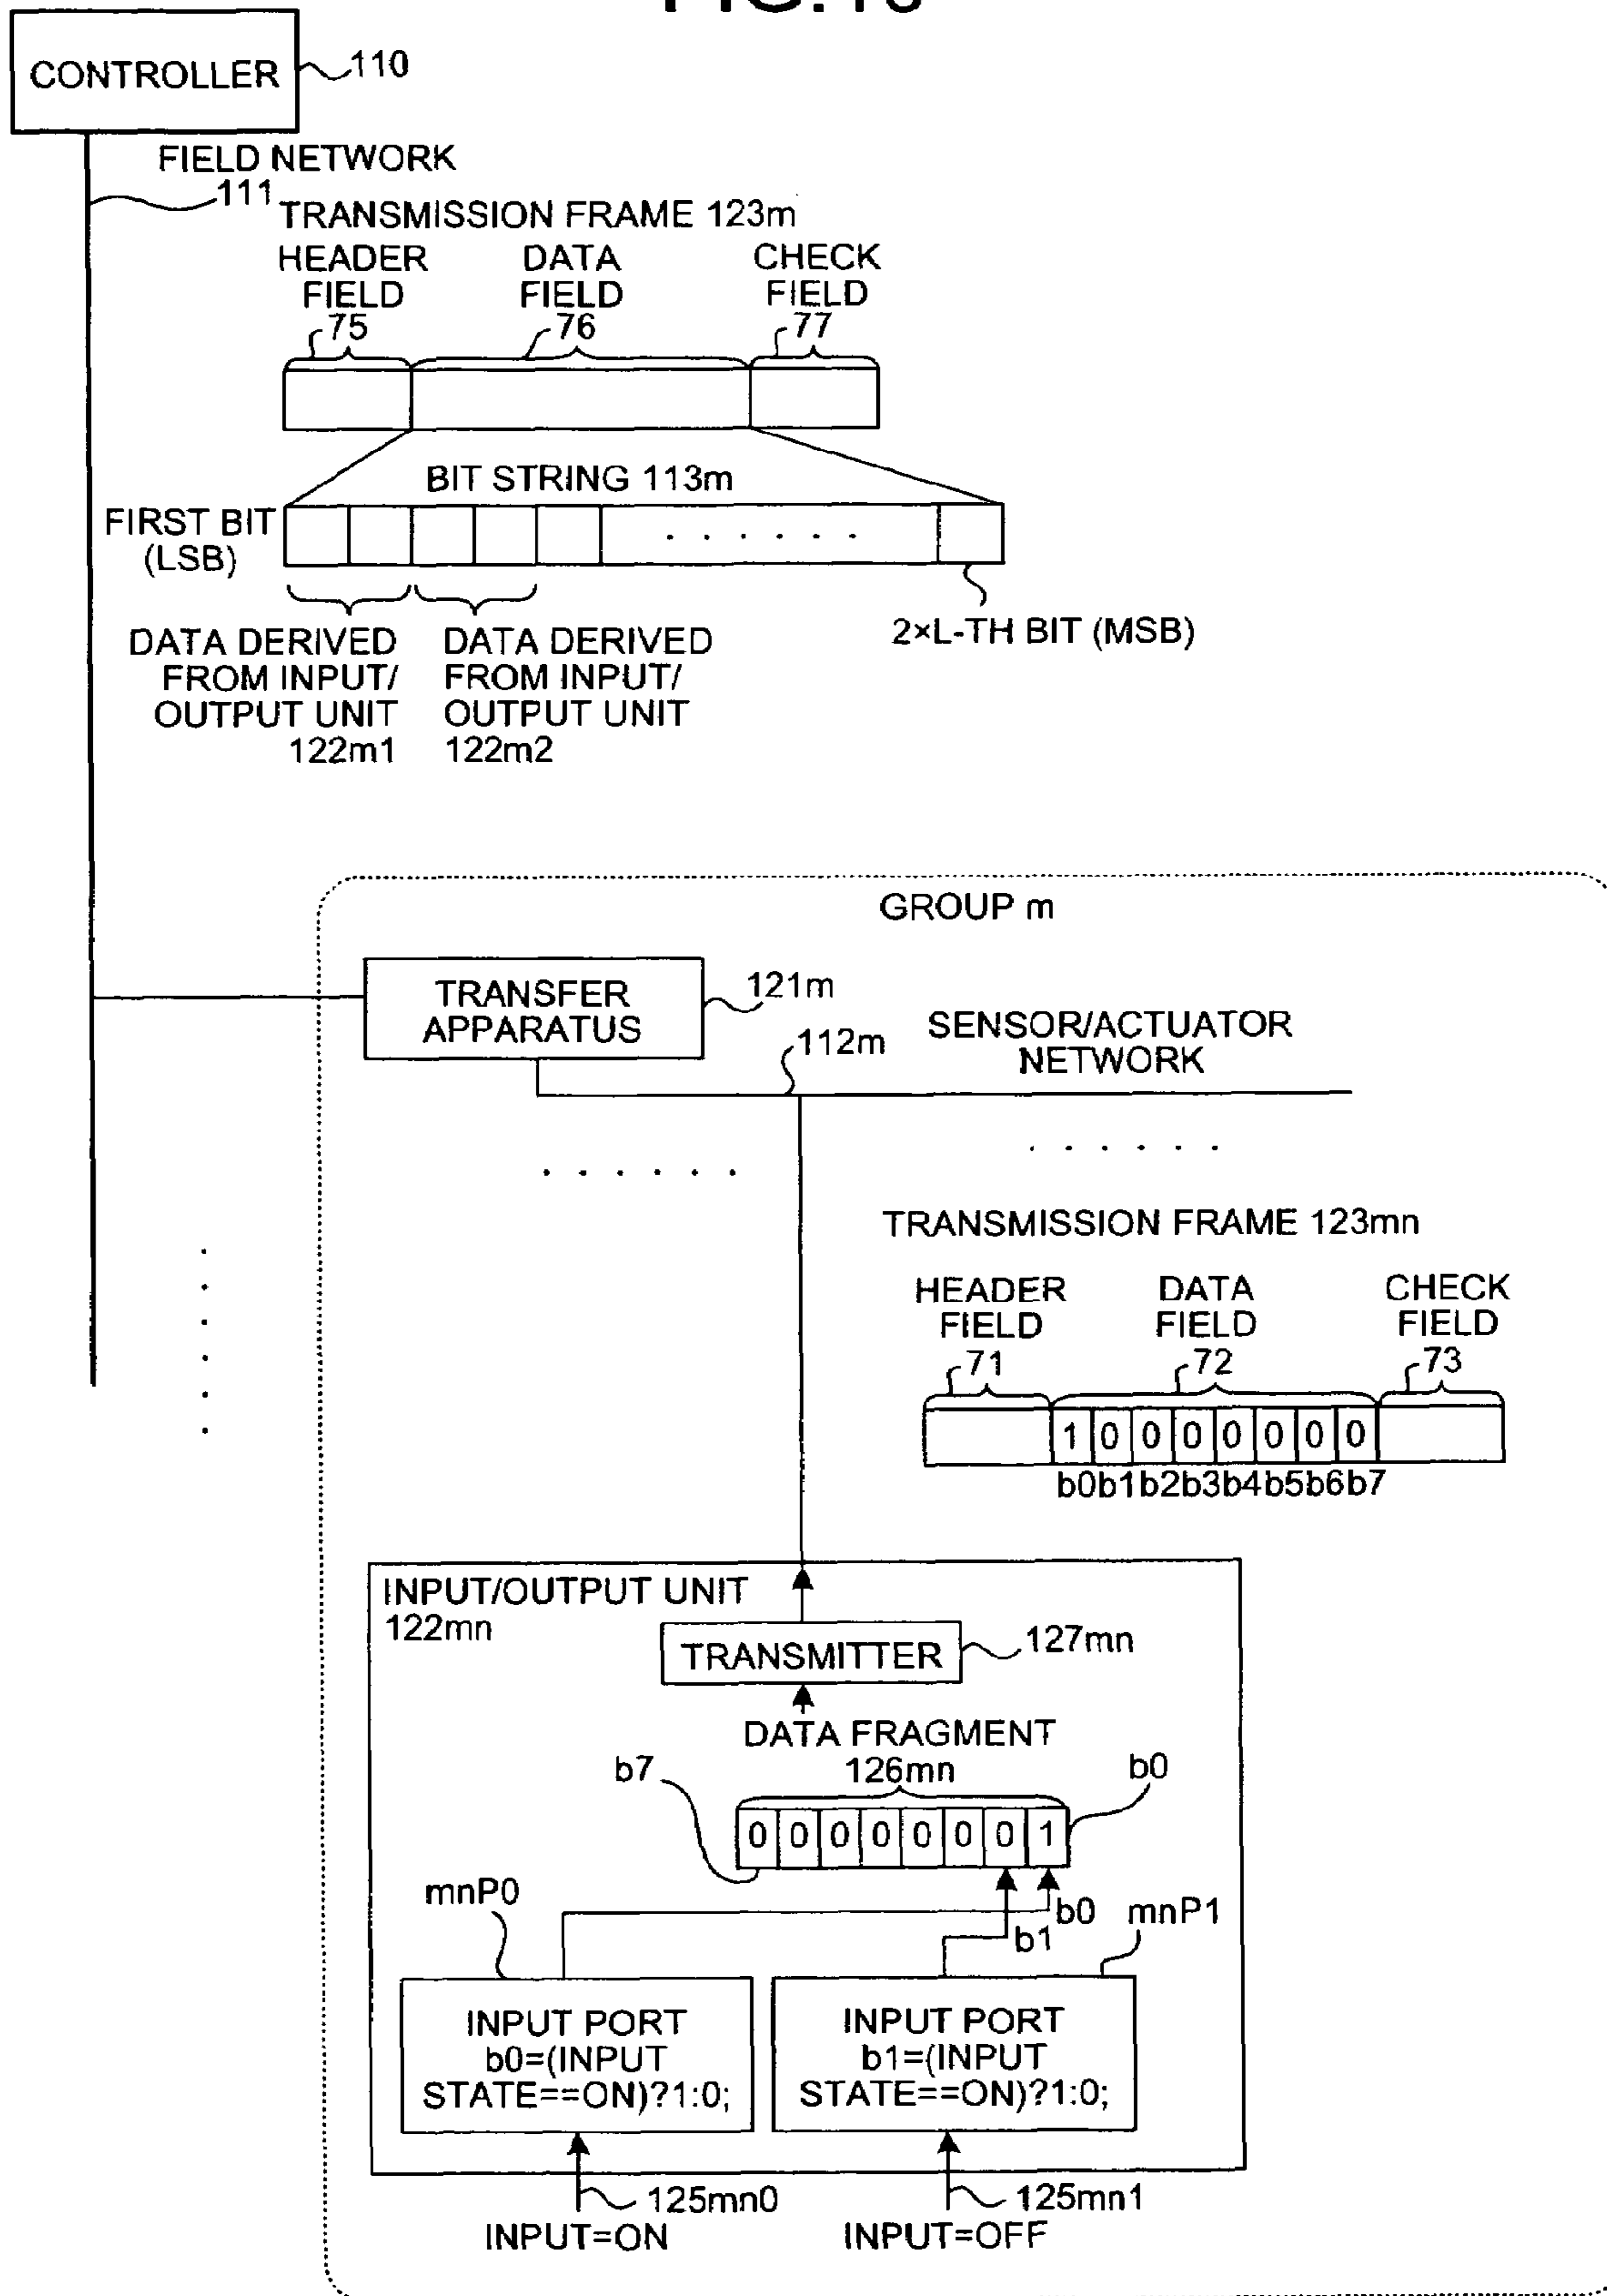 CONTROLLER
110
FIELD NETWORK
111
TRANSMISSION FRAME 123m
HEADER FIELD
75
DATA FIELD
76
CHECK FIELD
77
BIT STRING 113m
FIRST BIT
(LSB)
. . . . . .
2×L-TH BIT (MSB)
DATA DERIVED
FROM INPUT/
OUTPUT UNIT
122m1
DATA DERIVED
FROM INPUT/
OUTPUT UNIT
122m2
GROUP m
TRANSFER
APPARATUS
121m
112m
SENSOR/ACTUATOR
NETWORK
TRANSMISSION FRAME 123mn
HEADER FIELD
71
DATA FIELD
72
CHECK FIELD
73
1 0 0 0 0 0 0 0
b0b1b2b3b4b5b6b7
INPUT/OUTPUT UNIT
122mn
TRANSMITTER
127mn
DATA FRAGMENT
126mn
b7
b0
0 0 0 0 0 0 0 1
mnP0
b0
b1
mnP1
INPUT PORT
b0=(INPUT
STATE==ON)?1:0;
INPUT PORT
b1=(INPUT
STATE==ON)?1:0;
125mn0
INPUT=ON
125mn1
INPUT=OFF